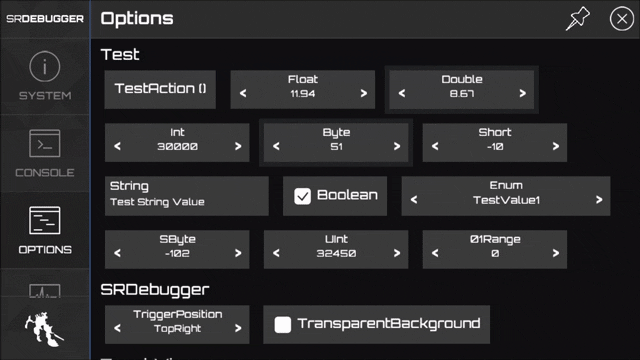 SRDEBUGGER
Options
SYSTEM
CONSOLE
OPTIONS
Test
TestAction ()
Float
< 11.94 >
Double
< 8.67 >
Int
< 30000 >
Byte
< 51 >
Short
< -10 >
String
Test String Value
Boolean
Enum
< TestValue1 >
SByte
< -102 >
UInt
< 32450 >
01Range
< 0 >
SRDebugger
TriggerPosition
< TopRight >
TransparentBackground